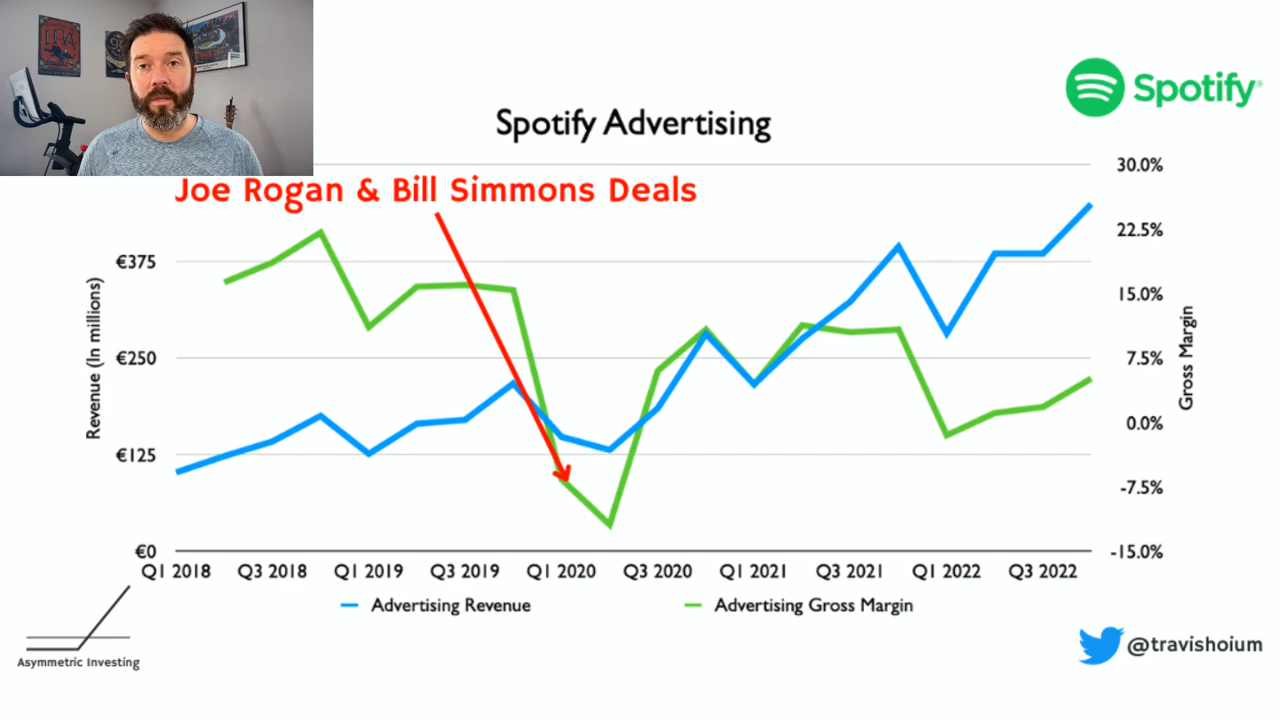 IPA
Spotify
Spotify Advertising
Joe Rogan & Bill Simmons Deals
30.0%
22.5%
15.0%
7.5%
0.0%
-7.5%
-15.0%
Gross Margin
€375
€250
€125
€0
Revenue (In millions)
Q1 2018 Q3 2018 Q1 2019 Q3 2019 Q1 2020 Q3 2020 Q1 2021 Q3 2021 Q1 2022 Q3 2022
Advertising Revenue Advertising Gross Margin
Asymmetric Investing
@travishoium